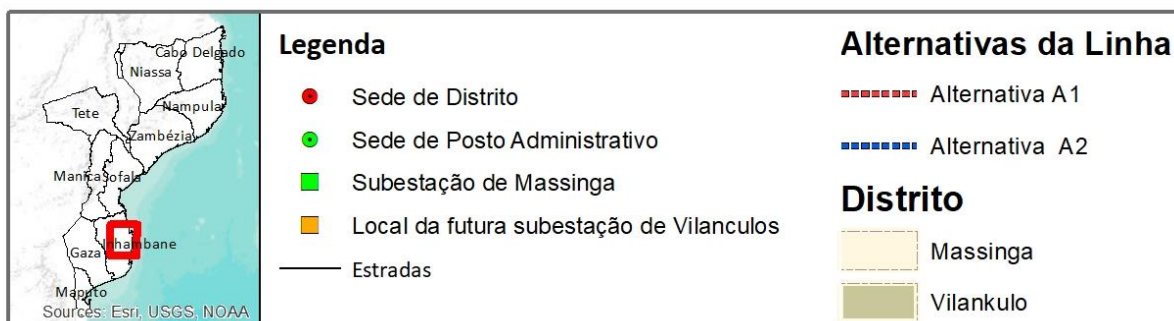 Cabo Delgado
Niassa
Nampula
Tete
Zambézia
Manica
Sofala
Inhambane
Gaza
Maputo
Sources: Esri, USGS, NOAA
Legenda
Sede de Distrito
Sede de Posto Administrativo
Subestação de Massinga
Local da futura subestação de Vilanculos
Estradas
Alternativas da Linha
Alternativa A1
Alternativa A2
Distrito
Massinga
Vilankulo